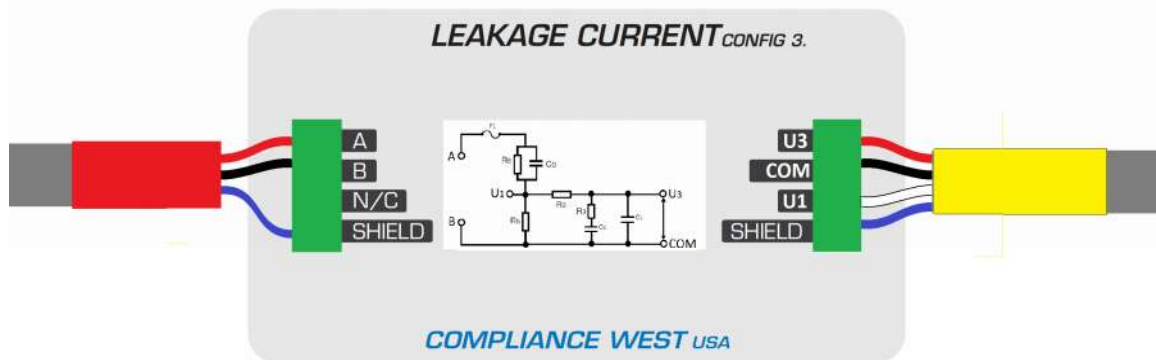 LEAKAGE CURRENT CONFIG 3.
A
B
N/C
SHIELD
A
B
U1
U3
COM
U3
COM
U1
SHIELD
COMPLIANCE WEST USA